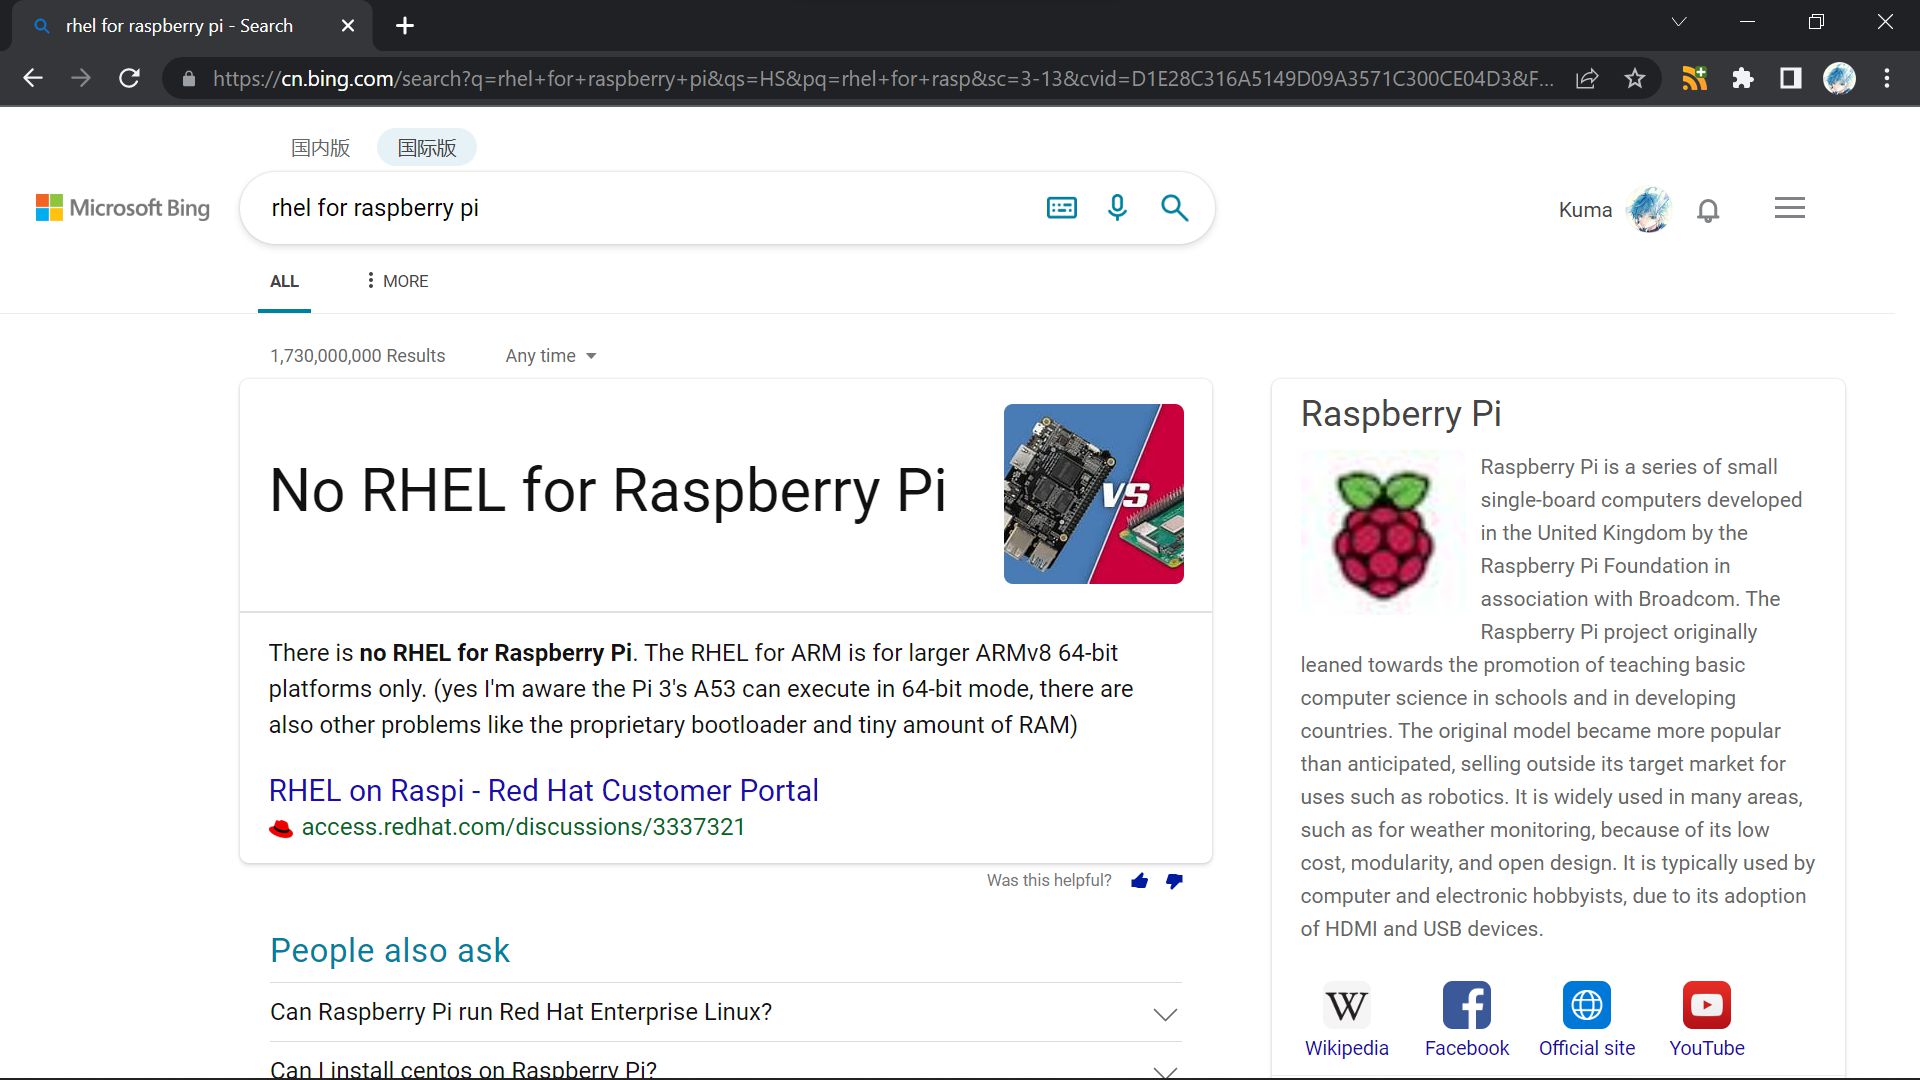 rhel for raspberry pi - Search
https://cn.bing.com/search?q=rhel+for+raspberry+pi&qs=HS&pq=rhel+for+rasp&sc=3-13&cvid=D1E28C316A5149D09A3571C300CE04D3&F...
国内版 国际版
Microsoft Bing
rhel for raspberry pi
Kuma
ALL
MORE
1,730,000,000 Results
Any time
No RHEL for Raspberry Pi
VS
There is no RHEL for Raspberry Pi. The RHEL for ARM is for larger ARMv8 64-bit
platforms only. (yes I'm aware the Pi 3's A53 can execute in 64-bit mode, there are
also other problems like the proprietary bootloader and tiny amount of RAM)
RHEL on Raspi - Red Hat Customer Portal
access.redhat.com/discussions/3337321
Was this helpful?
People also ask
Can Raspberry Pi run Red Hat Enterprise Linux?
Can I install centos on Raspberry Pi?
Raspberry Pi
Raspberry Pi is a series of small
single-board computers developed
in the United Kingdom by the
Raspberry Pi Foundation in
association with Broadcom. The
Raspberry Pi project originally
leaned towards the promotion of teaching basic
computer science in schools and in developing
countries. The original model became more popular
than anticipated, selling outside its target market for
uses such as robotics. It is widely used in many areas,
such as for weather monitoring, because of its low
cost, modularity, and open design. It is typically used by
computer and electronic hobbyists, due to its adoption
of HDMI and USB devices.
W
Wikipedia
Facebook
Official site
YouTube